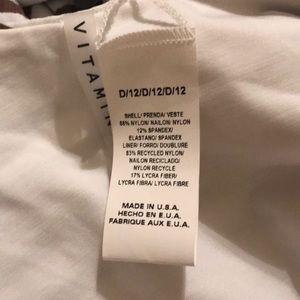 VITAMIN
D/12/D/12/D/12
SHELL/ PRENDA/ VESTE
88% NYLON/ NAILON/ NYLON
12% SPANDEX/
ELASTANO/ SPANDEX
LINER/ FORRO/ DOUBLURE
83% RECYCLED NYLON/
NAILON RECICLADO/
NYLON RECYCLE
17% LYCRA FIBER/
LYCRA FIBRA/ LYCRA FIBRE
MADE IN U.S.A.
HECHO EN E.U.A.
FABRIQUE AUX E.U.A.